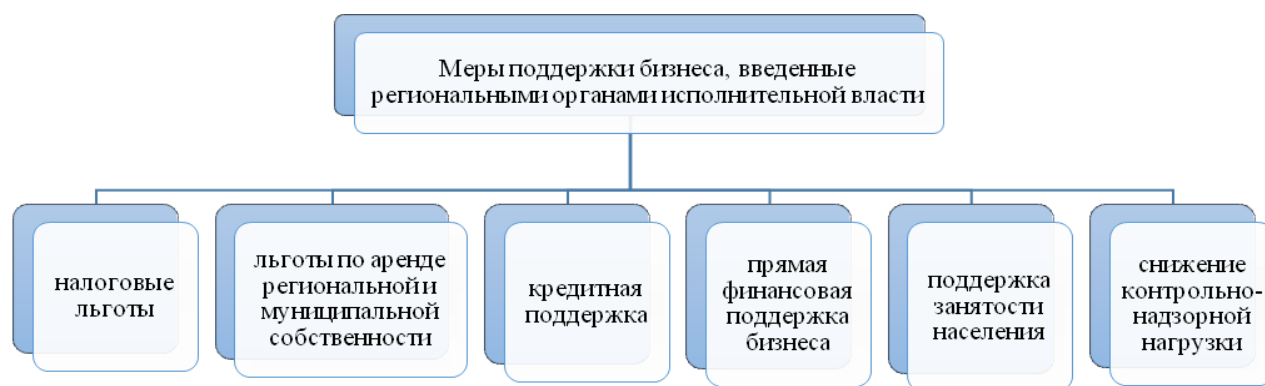 Меры поддержки бизнеса, введенные
региональными органами исполнительной власти
налоговые
льготы
льготы по аренде
региональной и
муниципальной
собственности
кредитная
поддержка
прямая
финансовая
поддержка
бизнеса
поддержка
занятости
населения
снижение
контрольно-
надзорной
нагрузки